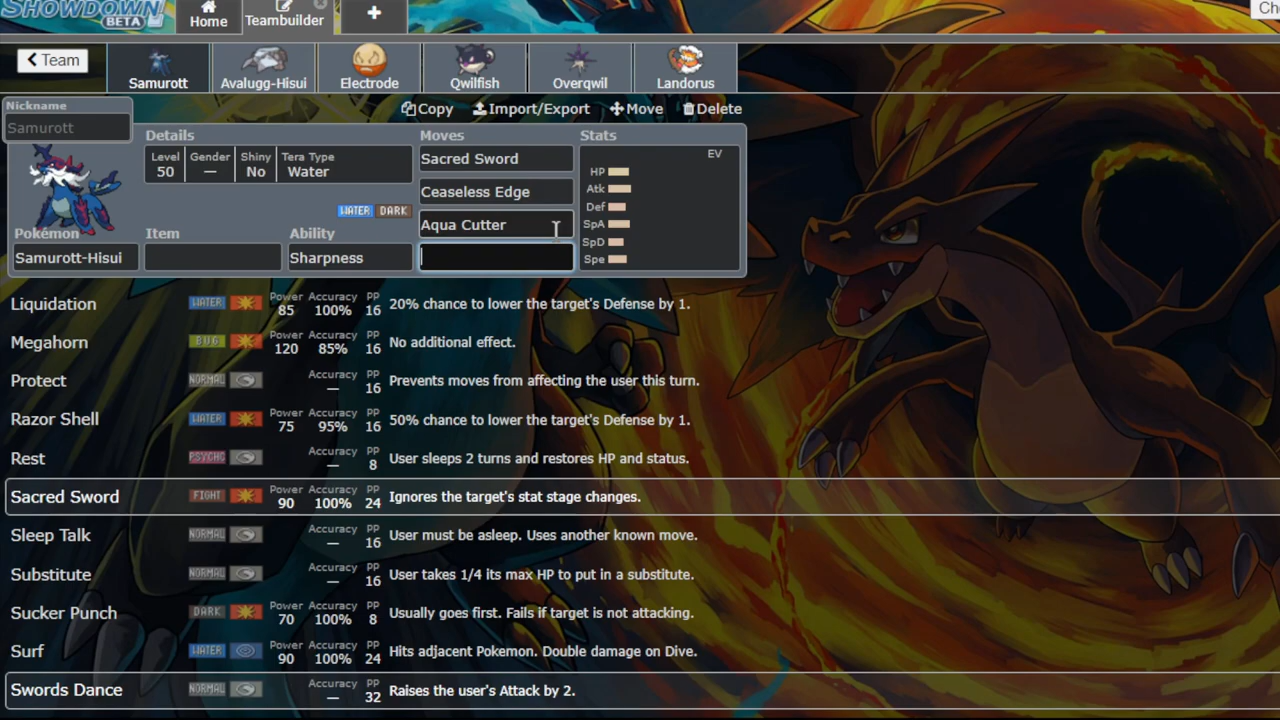 SHOWDOWN
BETA
Home
Teambuilder
+
Ch
Team
Samurott
Avalugg-Hisui
Electrode
Qwilfish
Overqwil
Landorus
Nickname
Samurott
Copy
Import/Export
Move
Delete
Details
Moves
Stats
Level
50
Gender
—
Shiny
No
Tera Type
Water
WATER DARK
Pokémon
Samurott-Hisui
Item
Ability
Sharpness
Sacred Sword
Ceaseless Edge
Aqua Cutter
EV
HP
Atk
Def
SpA
SpD
Spe
Liquidation WATER Power 85 Accuracy 100% PP 16 20% chance to lower the target's Defense by 1.
Megahorn BUG Power 120 Accuracy 85% PP 16 No additional effect.
Protect NORMAL Accuracy — PP 16 Prevents moves from affecting the user this turn.
Razor Shell WATER Power 75 Accuracy 95% PP 16 50% chance to lower the target's Defense by 1.
Rest PSYCHC Accuracy — PP 8 User sleeps 2 turns and restores HP and status.
Sacred Sword FIGHT Power 90 Accuracy 100% PP 24 Ignores the target's stat stage changes.
Sleep Talk NORMAL Accuracy — PP 16 User must be asleep. Uses another known move.
Substitute NORMAL Accuracy — PP 16 User takes 1/4 its max HP to put in a substitute.
Sucker Punch DARK Power 70 Accuracy 100% PP 8 Usually goes first. Fails if target is not attacking.
Surf WATER Power 90 Accuracy 100% PP 24 Hits adjacent Pokemon. Double damage on Dive.
Swords Dance NORMAL Accuracy — PP 32 Raises the user's Attack by 2.